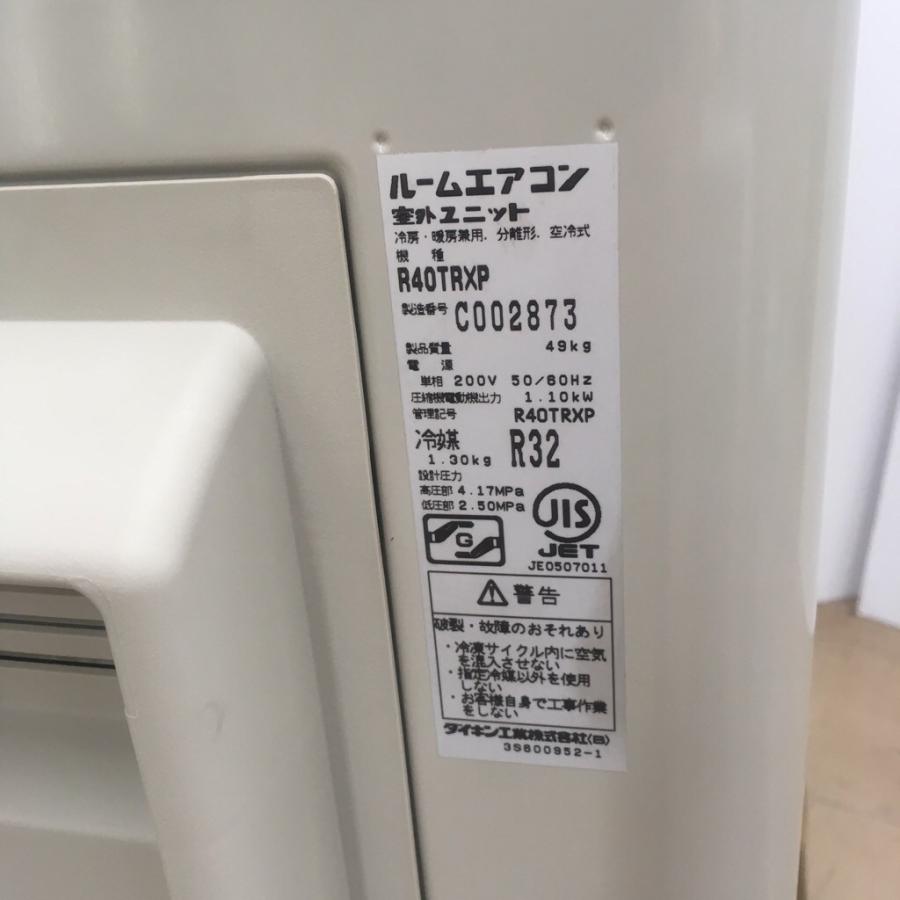 ルームエアコン
室外ユニット
冷房・暖房兼用．分離形．空冷式
機種
R40TRXP
製造番号 C002873
製品質量 49kg
電源
単相 200V 50/60Hz
圧縮機電動機出力 1.10kW
管理記号 R40TRXP
冷媒 R32
1.30kg
設計圧力
高圧部 4.17MPa
低圧部 2.50MPa
G
JIS
JET
JE0507011
警告
破裂・故障のおそれあり
・冷凍サイクル内に空気
を混入させない
・指定冷媒以外を使用
しない
・お客様自身で工事作業
をしない
ダイキン工業株式会社(B)
3S600952-1